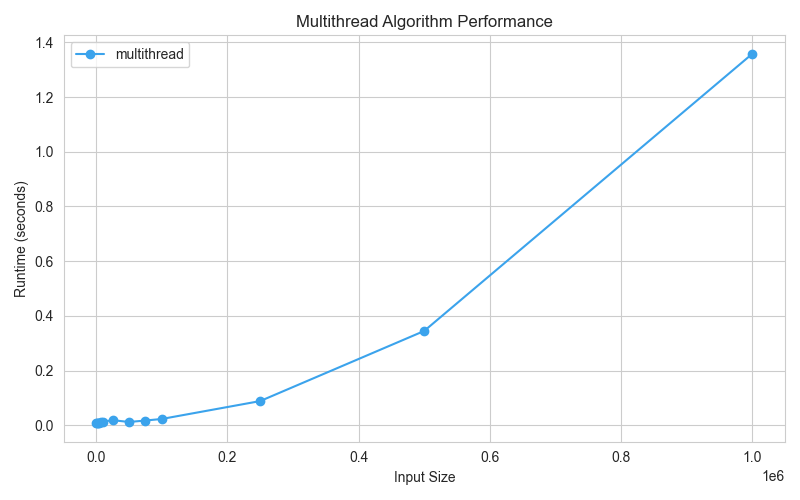 Multithread Algorithm Performance
multithread
Runtime (seconds)
1.4
1.2
1.0
0.8
0.6
0.4
0.2
0.0
0.0 0.2 0.4 0.6 0.8 1.0
1e6
Input Size